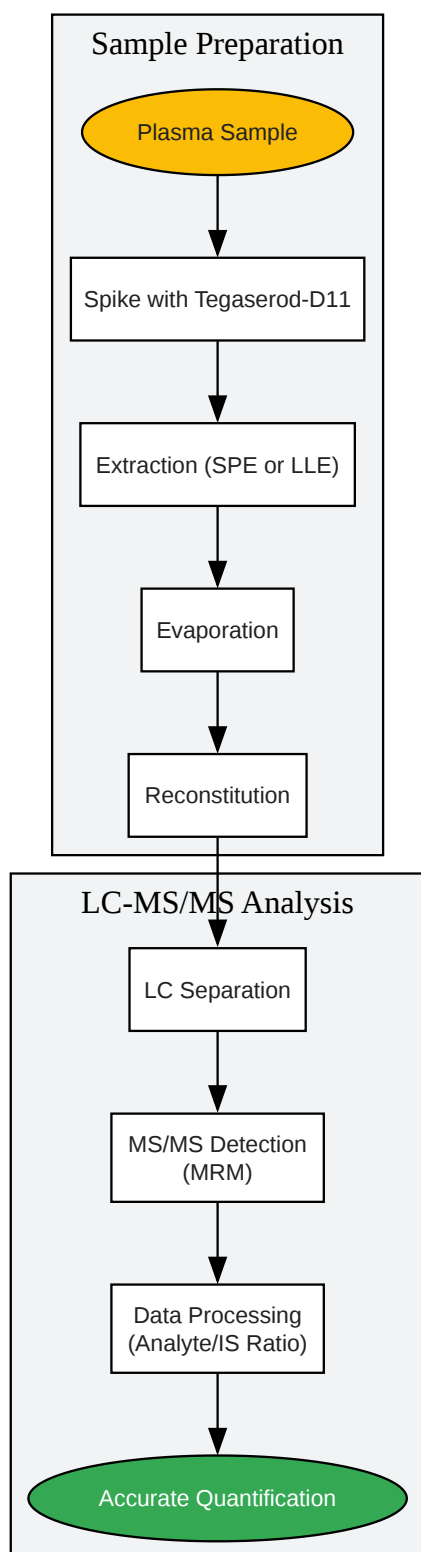 Sample Preparation
Plasma Sample
Spike with Tegaserod-D11
Extraction (SPE or LLE)
Evaporation
Reconstitution
LC-MS/MS Analysis
LC Separation
MS/MS Detection
(MRM)
Data Processing
(Analyte/IS Ratio)
Accurate Quantification